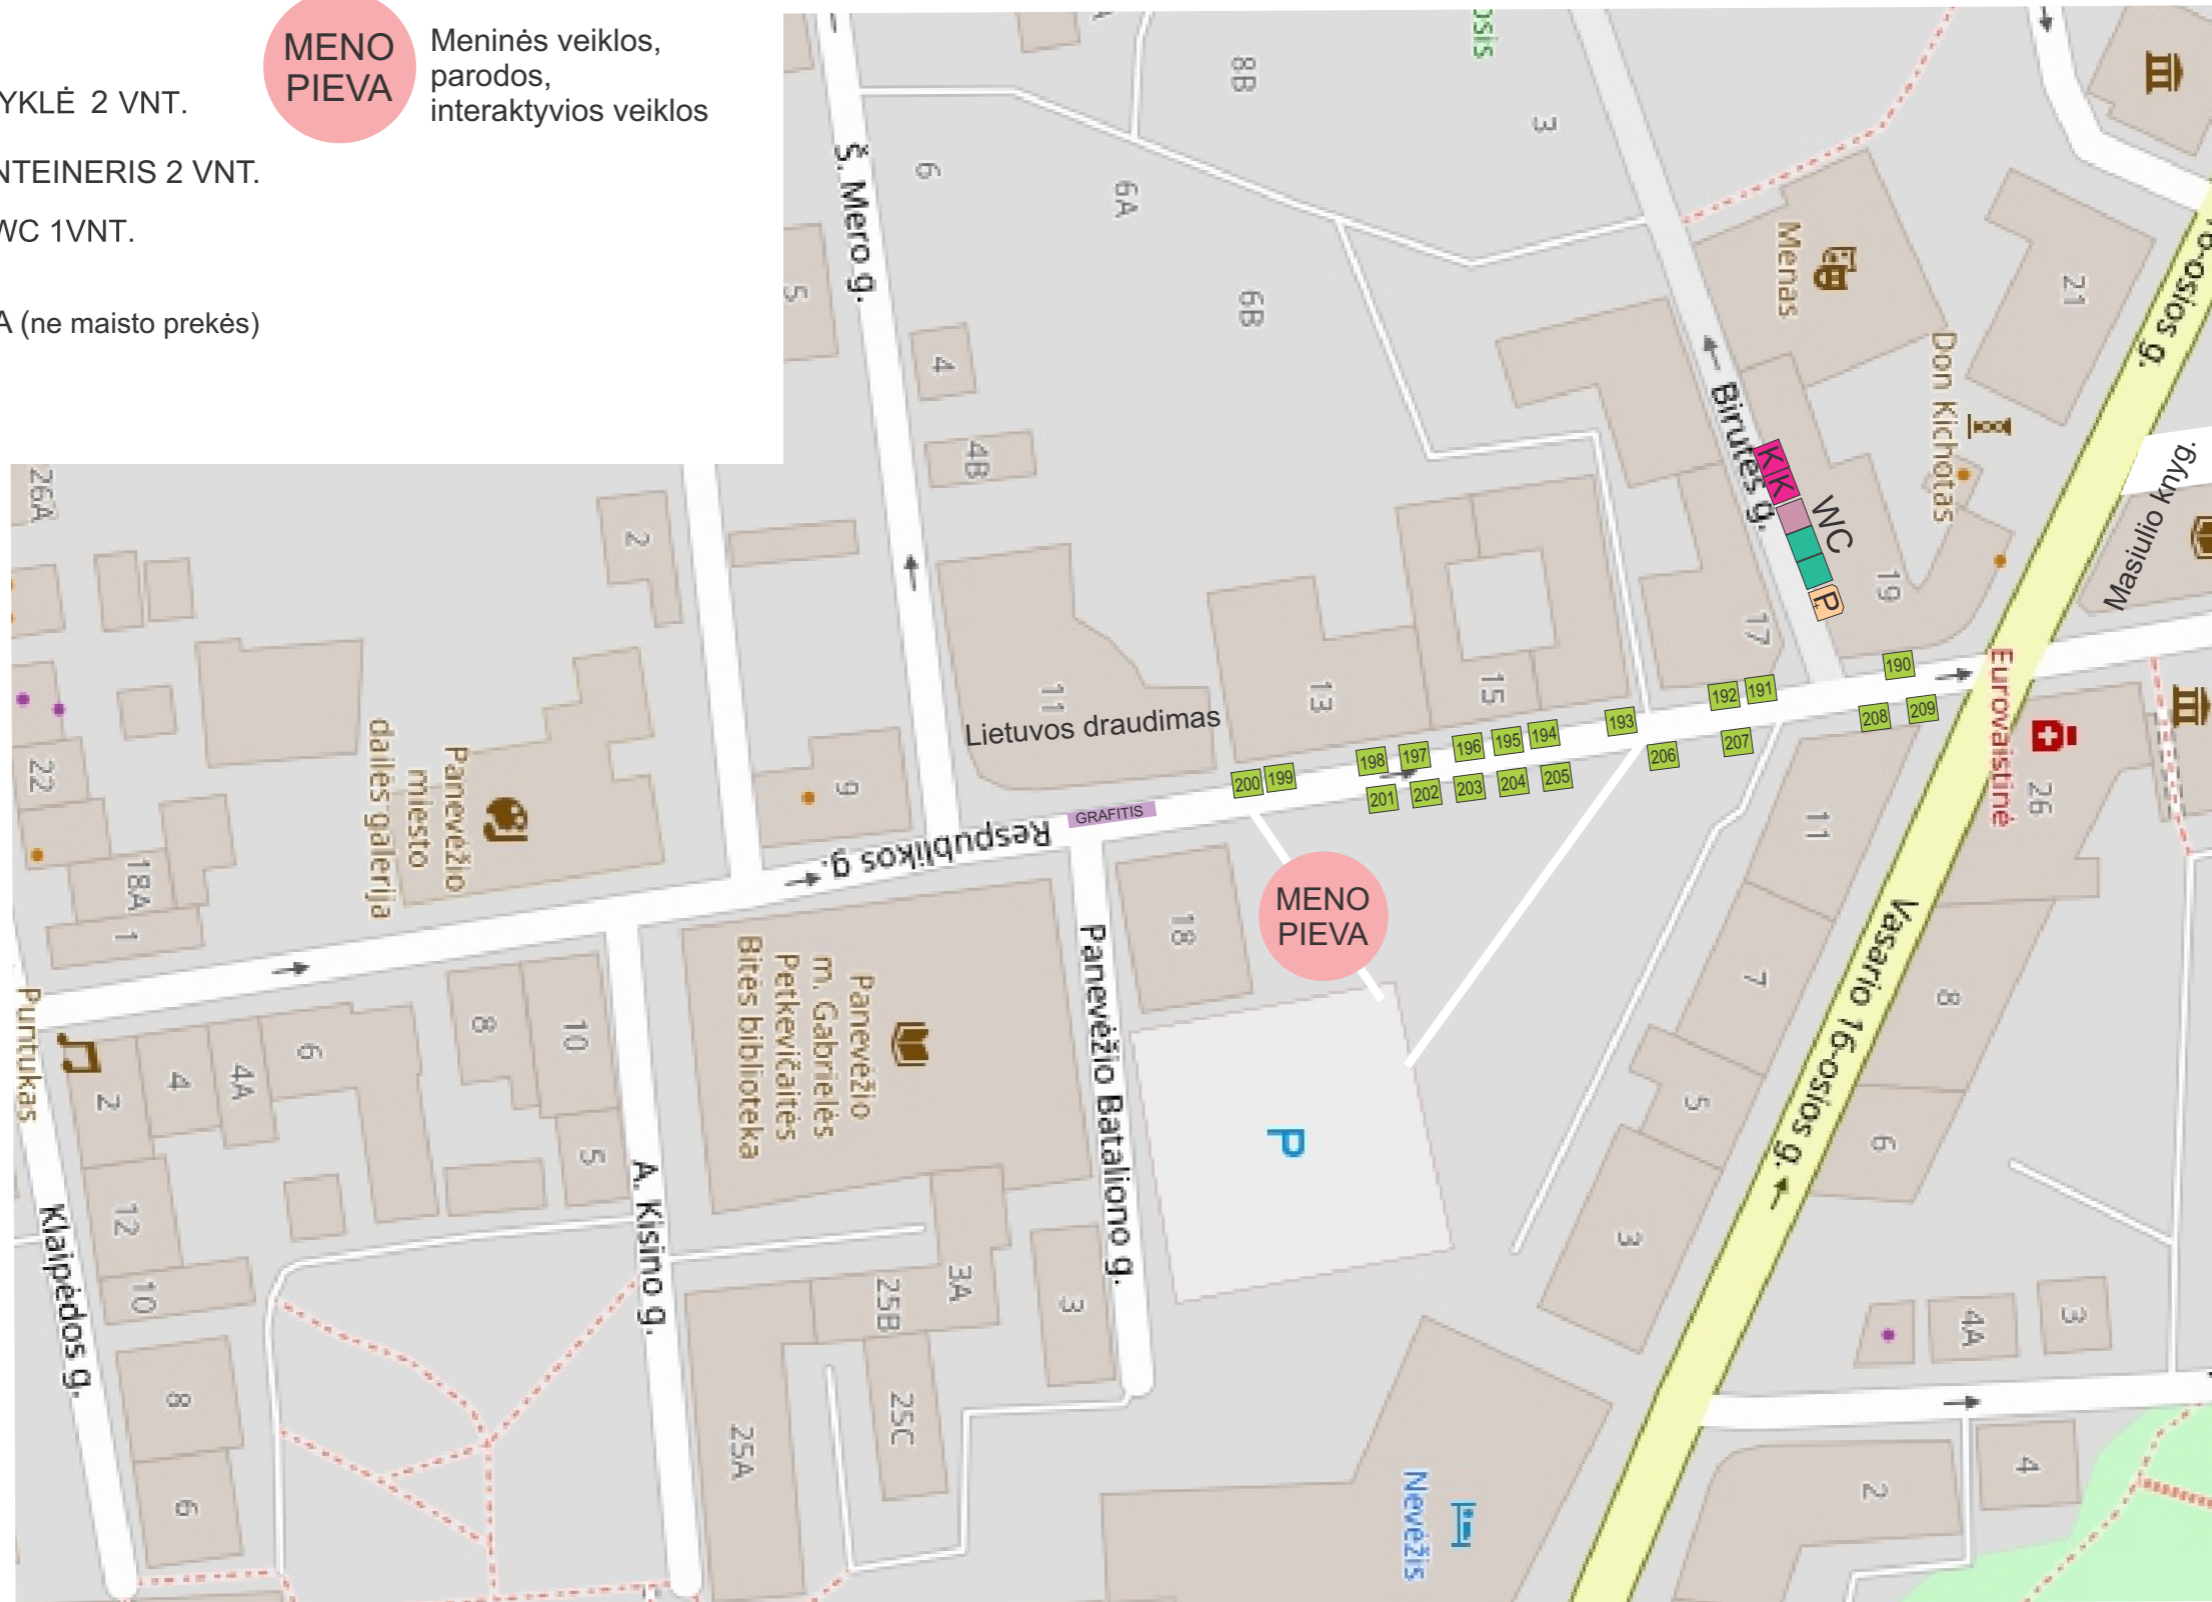 MENO
PIEVA
Meninės veiklos,
parodos,
interaktyvios veiklos
YKLĖ 2 VNT.
NTEINERIS 2 VNT.
WC 1VNT.
A (ne maisto prekės)
osis
8B
3
6
6A
6B
Š. Mero g.
5
4
4B
Menas
21
16-osios g.
Don Kichotas
Birutės g.
K
K
WC
P
19
17
Masiulio knyg.
26A
2
22
18A
1
Panevėžio
miesto
dailės galerija
9
11
Lietuvos draudimas
13
15
190
191
192
193
194
195
196
197
198
199
200
201
202
203
204
205
206
207
208
209
GRAFITIS
Respublikos g.
Eurovaistinė
26
11
7
5
3
8
6
Vasario 16-osios g.
MENO
PIEVA
18
P
Panevėžio Bataliono g.
Panevėžio
m. Gabrielės
Petkevičaitės
Bitės biblioteka
Puntukas
2
4
4A
6
8
10
5
12
10
8
6
Klaipėdos g.
A. Kisino g.
3A
3
25B
25C
25A
Nevėžis
4A
3
4
2